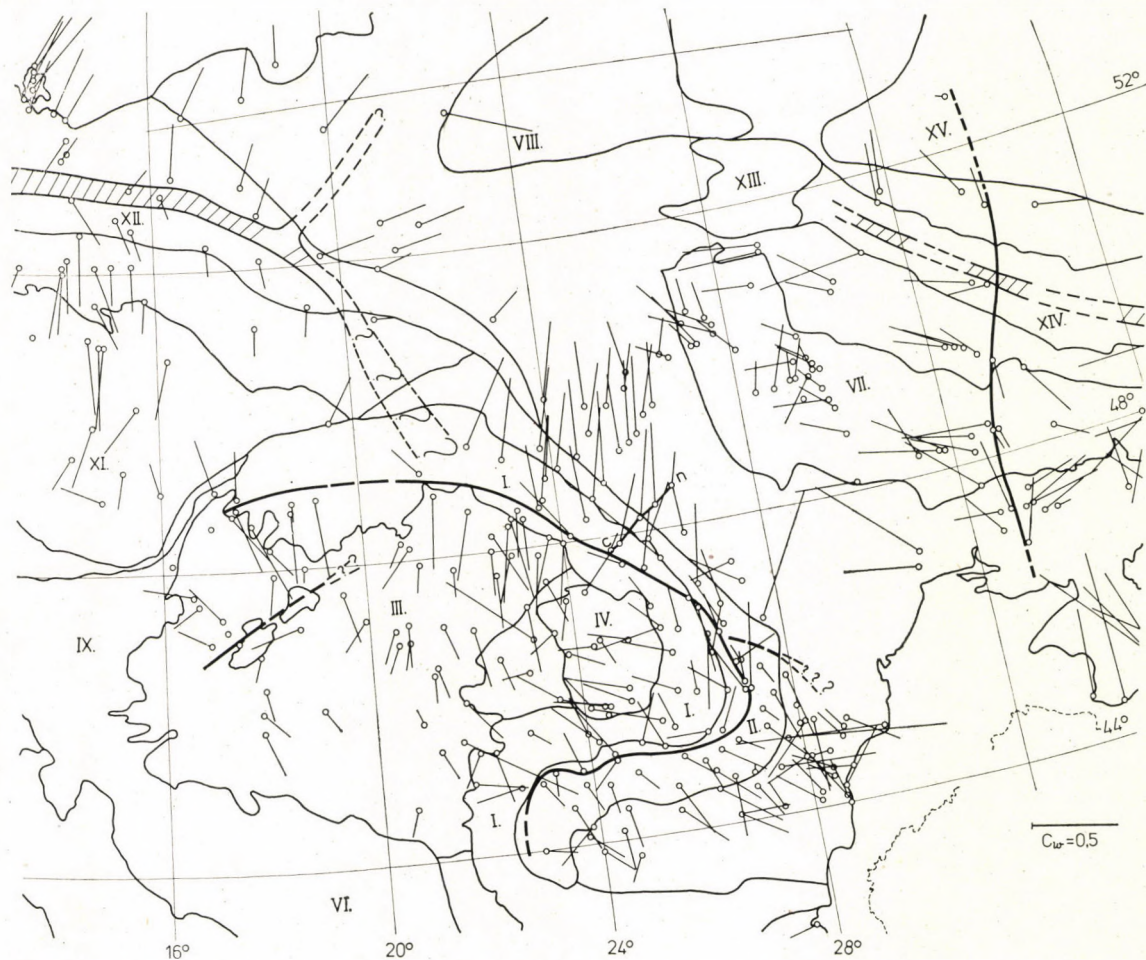 52°
XV.
VIII.
XIII.
XII.
XIV.
VII.
48°
XI.
I.
n
c
III.
IV.
IX.
? ?
I.
II.
44°
I.
C_w=0,5
VI.
16° 20° 24° 28°